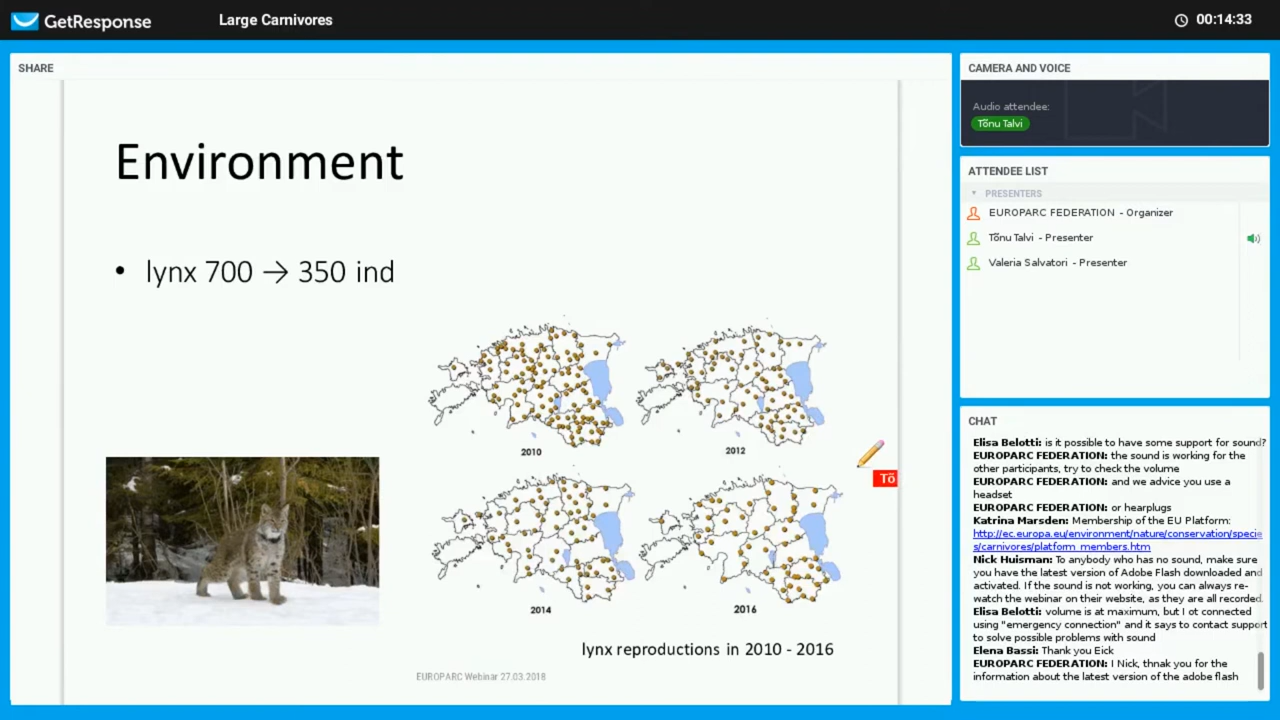 GetResponse
Large Carnivores
00:14:33
SHARE
Environment
• lynx 700 → 350 ind
2010
2012
2014
2016
Tõ
lynx reproductions in 2010 - 2016
EUROPARC Webinar 27.03.2018
CAMERA AND VOICE
Audio attendee:
Tõnu Talvi
ATTENDEE LIST
PRESENTERS
EUROPARC FEDERATION - Organizer
Tõnu Talvi - Presenter
Valeria Salvatori - Presenter
CHAT
Elisa Belotti: is it possible to have some support for sound?
EUROPARC FEDERATION: the sound is working for the
other participants, try to check the volume
EUROPARC FEDERATION: and we advice you use a
headset
EUROPARC FEDERATION: or hearplugs
Katrina Marsden: Membership of the EU Platform:
http://ec.europa.eu/environment/nature/conservation/specie
s/carnivores/platform_members.htm
Nick Huisman: To anybody who has no sound, make sure
you have the latest version of Adobe Flash downloaded and
activated. If the sound is not working, you can always re-
watch the webinar on their website, as they are all recorded.
Elisa Belotti: volume is at maximum, but I ot connected
using "emergency connection" and it says to contact support
to solve possible problems with sound
Elena Bassi: Thank you Eick
EUROPARC FEDERATION: I Nick, thnak you for the
information about the latest version of the adobe flash